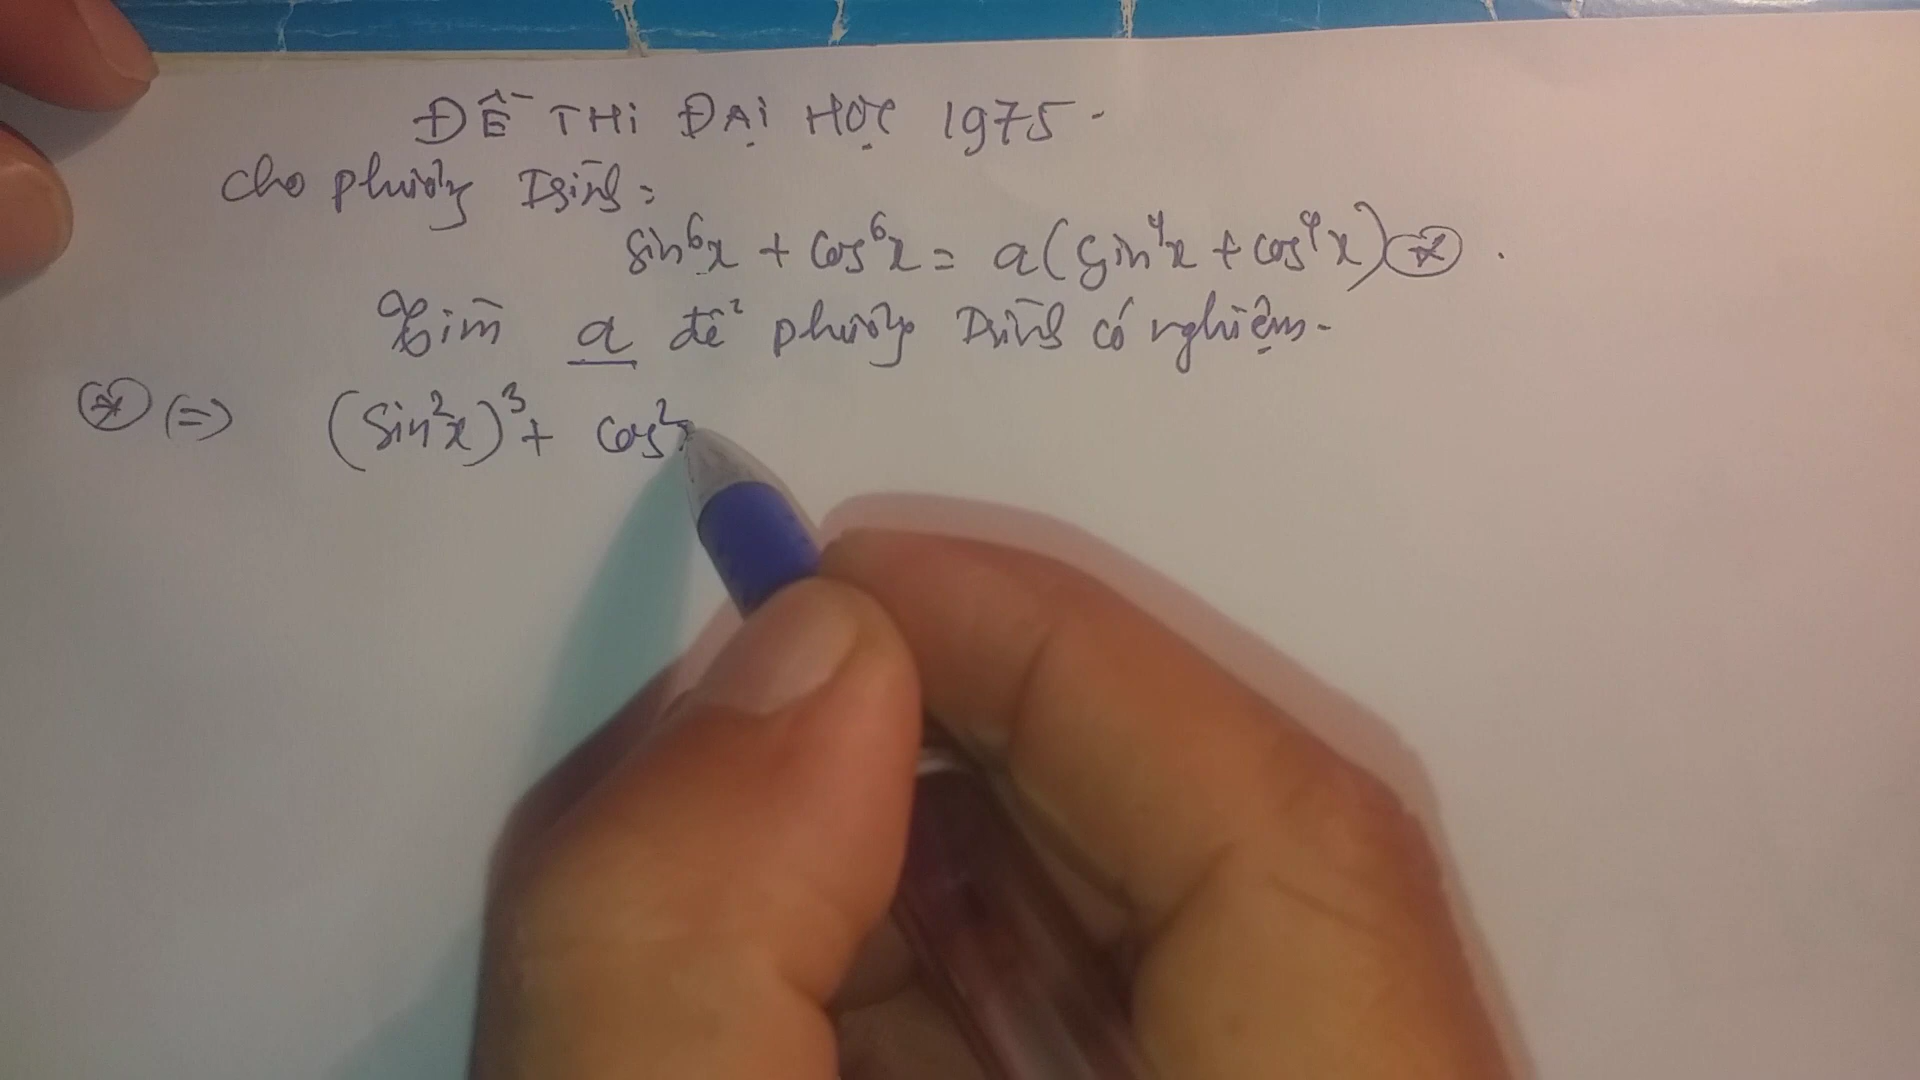 ĐỀ THi ĐẠi HỌC 1975.
Cho phương Trình:
sin⁶x + cos⁶x = a(sin⁴x + cos⁴x) (*).
Tìm a để phương Trình có nghiệm.
(*) (=) (sin²x)³ + cos²x